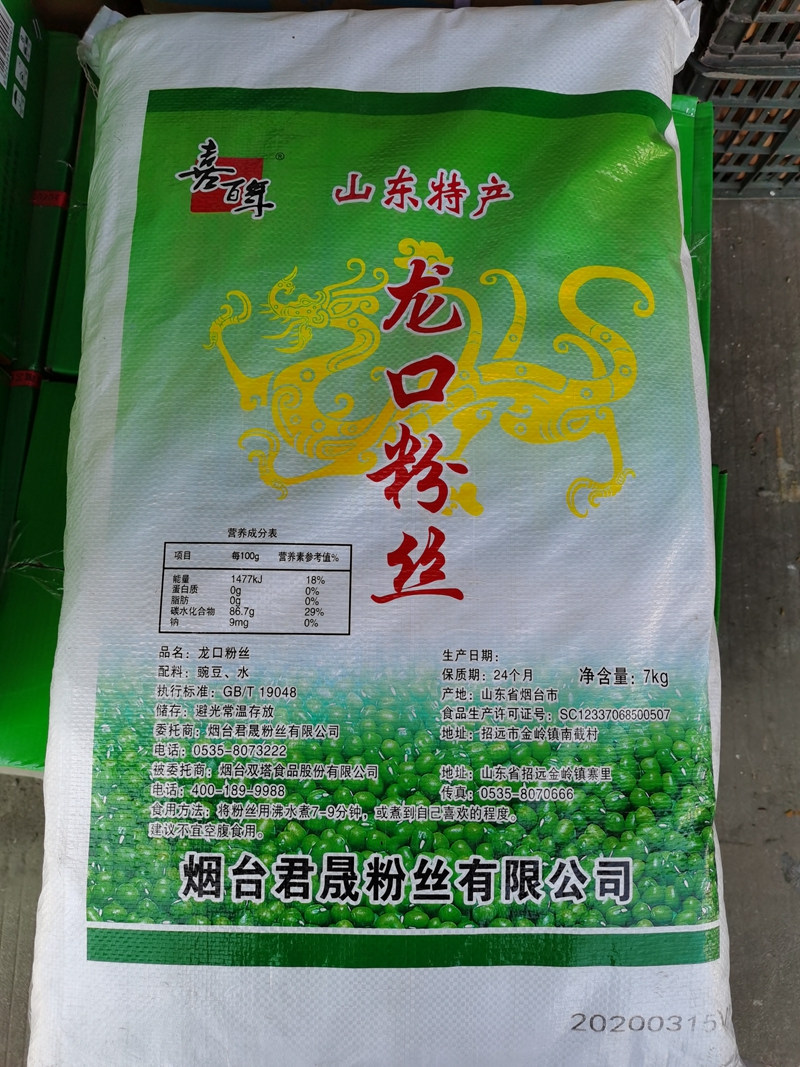 喜百年®
山东特产
龙口粉丝
营养成分表
项目 每100g 营养素参考值%
能量 1477kJ 18%
蛋白质 0g 0%
脂肪 0g 0%
碳水化合物 86.7g 29%
钠 9mg 0%
品名：龙口粉丝
配料：豌豆、水
执行标准：GB/T 19048
储存：避光常温存放
委托商：烟台君晟粉丝有限公司
电话：0535-8073222
被委托商：烟台双塔食品股份有限公司
电话：400-189-9988
生产日期：
保质期：24个月 净含量：7kg
产地：山东省烟台市
食品生产许可证号：SC12337068500507
地址：招远市金岭镇南截村
地址：山东省招远金岭镇寨里
传真：0535-8070666
食用方法：将粉丝用沸水煮7-9分钟，或煮到自己喜欢的程度。
建议不宜空腹食用。
烟台君晟粉丝有限公司
20200315V